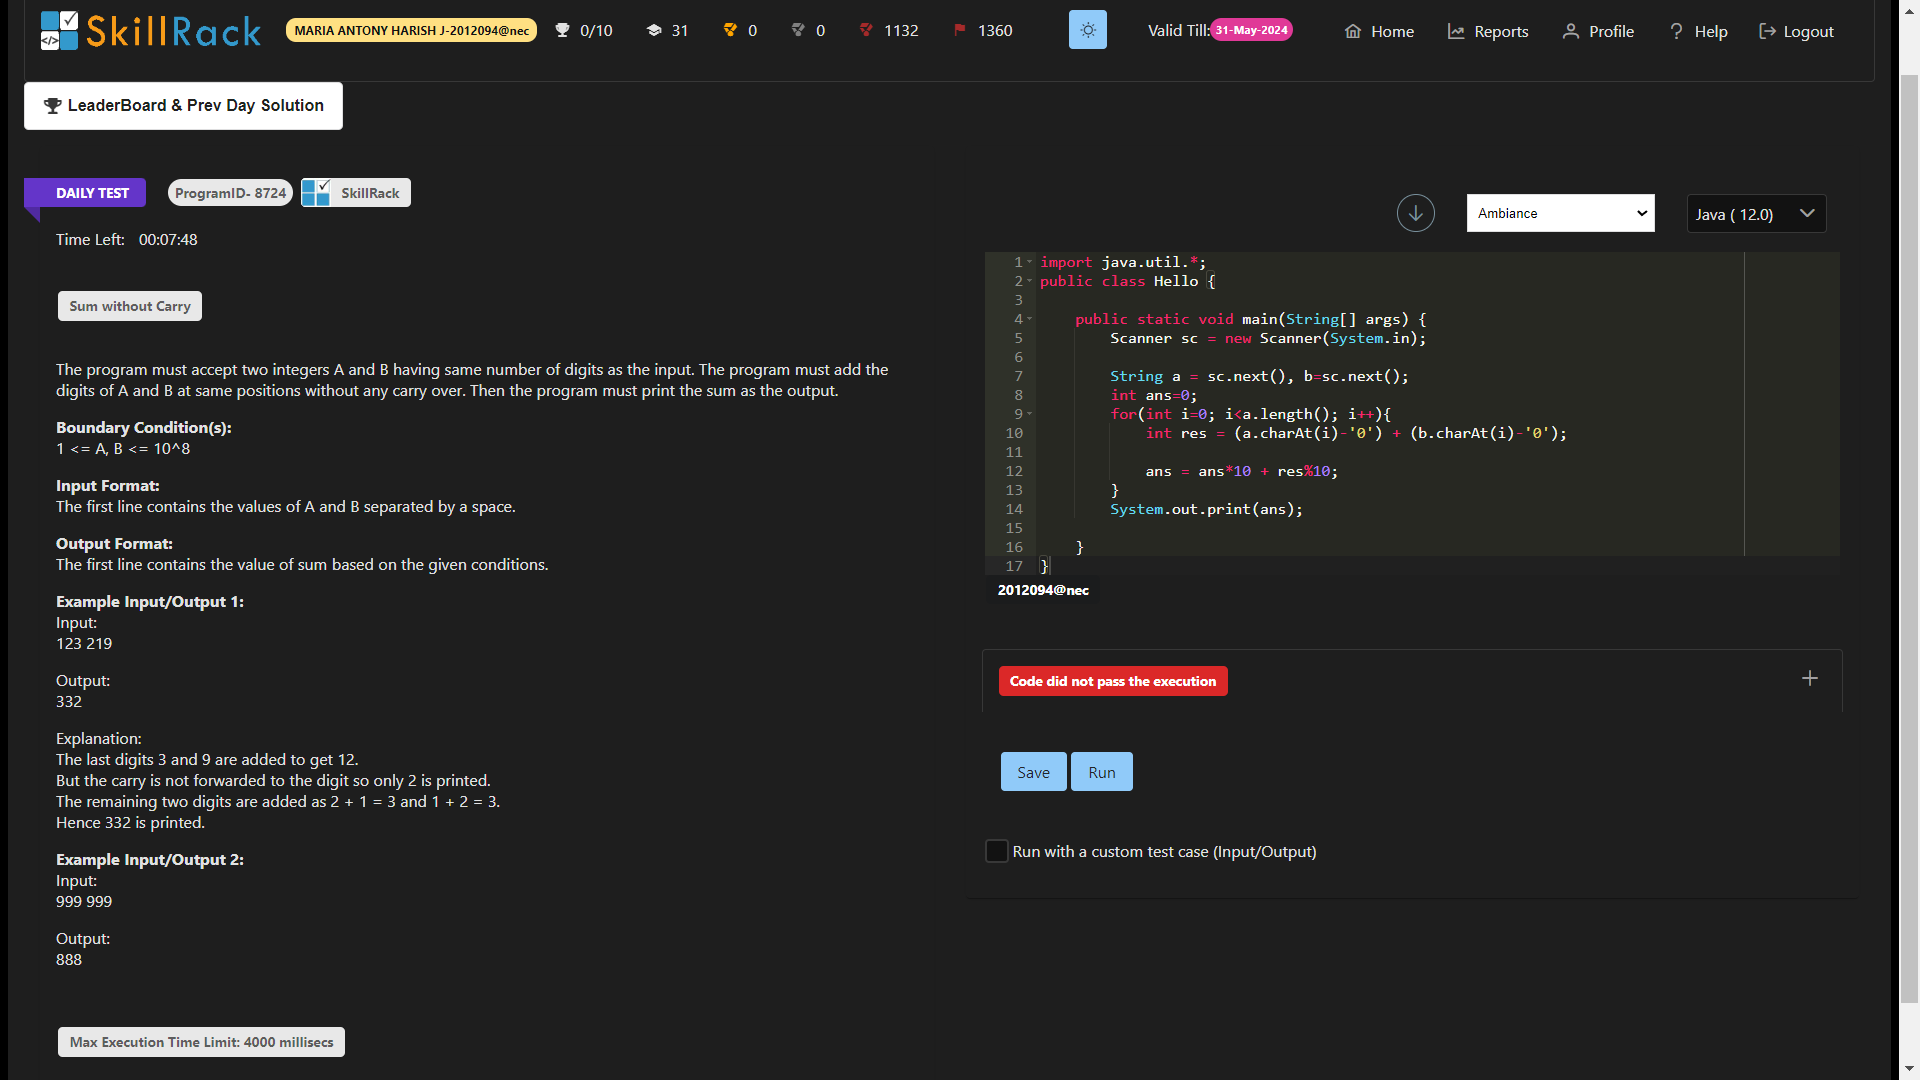 SkillRack
MARIA ANTONY HARISH J-2012094@nec
0/10
31
0
0
1132
1360
Valid Till:31-May-2024
Home
Reports
Profile
? Help
Logout
LeaderBoard & Prev Day Solution
DAILY TEST
ProgramID- 8724
SkillRack
Time Left: 00:07:48
Sum without Carry
The program must accept two integers A and B having same number of digits as the input. The program must add the
digits of A and B at same positions without any carry over. Then the program must print the sum as the output.
Boundary Condition(s):
1 <= A, B <= 10^8
Input Format:
The first line contains the values of A and B separated by a space.
Output Format:
The first line contains the value of sum based on the given conditions.
Example Input/Output 1:
Input:
123 219
Output:
332
Explanation:
The last digits 3 and 9 are added to get 12.
But the carry is not forwarded to the digit so only 2 is printed.
The remaining two digits are added as 2 + 1 = 3 and 1 + 2 = 3.
Hence 332 is printed.
Example Input/Output 2:
Input:
999 999
Output:
888
Max Execution Time Limit: 4000 millisecs
Ambiance
Java ( 12.0)
1 import java.util.*;
2 public class Hello {
3
4     public static void main(String[] args) {
5         Scanner sc = new Scanner(System.in);
6
7         String a = sc.next(), b=sc.next();
8         int ans=0;
9         for(int i=0; i<a.length(); i++){
10             int res = (a.charAt(i)-'0') + (b.charAt(i)-'0');
11
12             ans = ans*10 + res%10;
13         }
14         System.out.print(ans);
15
16     }
17 }
2012094@nec
Code did not pass the execution
+
Save
Run
Run with a custom test case (Input/Output)